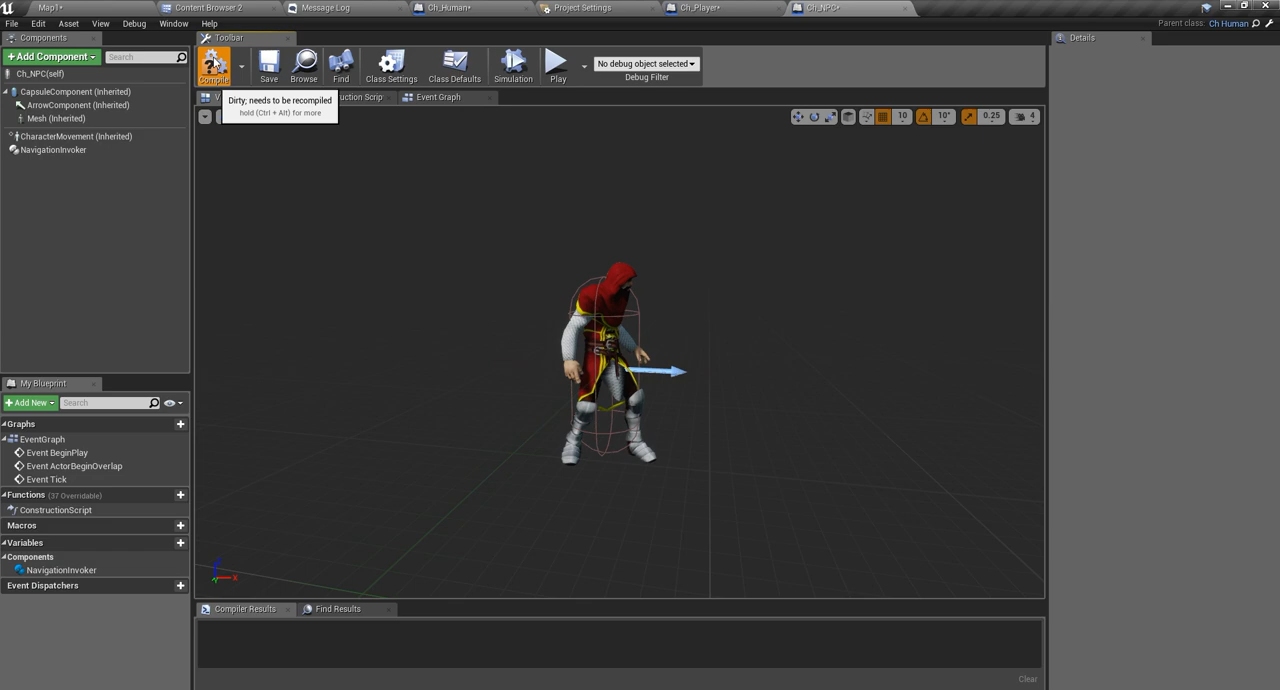 Map1*
Content Browser 2
Message Log
Ch_Human*
Project Settings
Ch_Player*
Ch_NPC*
File Edit Asset View Debug Window Help
Parent class: Ch Human
Components
Toolbar
Details
+Add Component
Search
Ch_NPC(self)
CapsuleComponent (Inherited)
ArrowComponent (Inherited)
Mesh (Inherited)
CharacterMovement (Inherited)
NavigationInvoker
Compile
Save
Browse
Find
Class Settings
Class Defaults
Simulation
Play
No debug object selected
Debug Filter
V
ruction Scrip
Event Graph
Dirty; needs to be recompiled
hold (Ctrl + Alt) for more
10
10°
0.25
4
My Blueprint
+Add New
Search
Graphs
EventGraph
Event BeginPlay
Event ActorBeginOverlap
Event Tick
Functions (37 Overridable)
ConstructionScript
Macros
Variables
Components
NavigationInvoker
Event Dispatchers
Compiler Results
Find Results
Clear